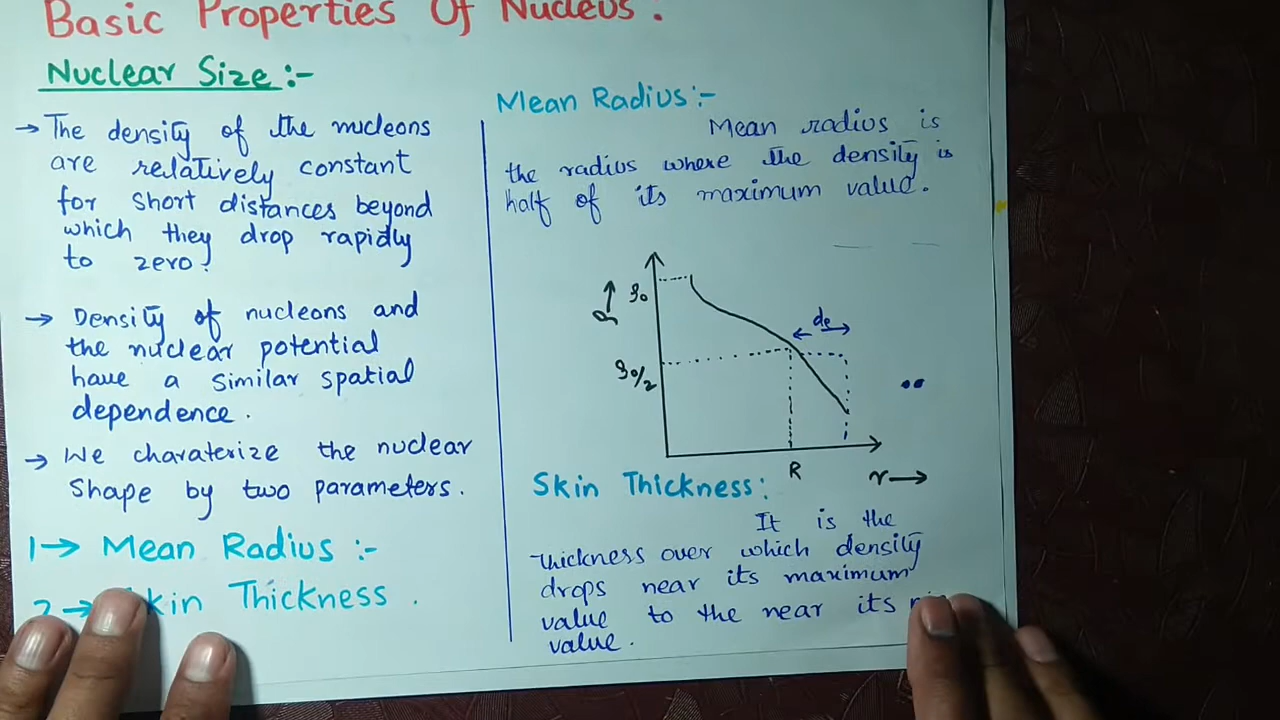 Basic Properties Of Nucleus :
Nuclear Size :-
→ The density of the nucleons
are relatively constant
for short distances beyond
which they drop rapidly
to zero.
→ Density of nucleons and
the nuclear potential
have a similar spatial
dependence.
→ We charaterize the nuclear
shape by two parameters.
1→ Mean Radius :-
2→ Skin Thickness.
Mean Radius :-
Mean radius is
the radius where the density is
half of its maximum value.
ρ₀
de
ρ₀/2
R
r→
Skin Thickness :
It is the
thickness over which density
drops near its maximum
value to the near its
value.